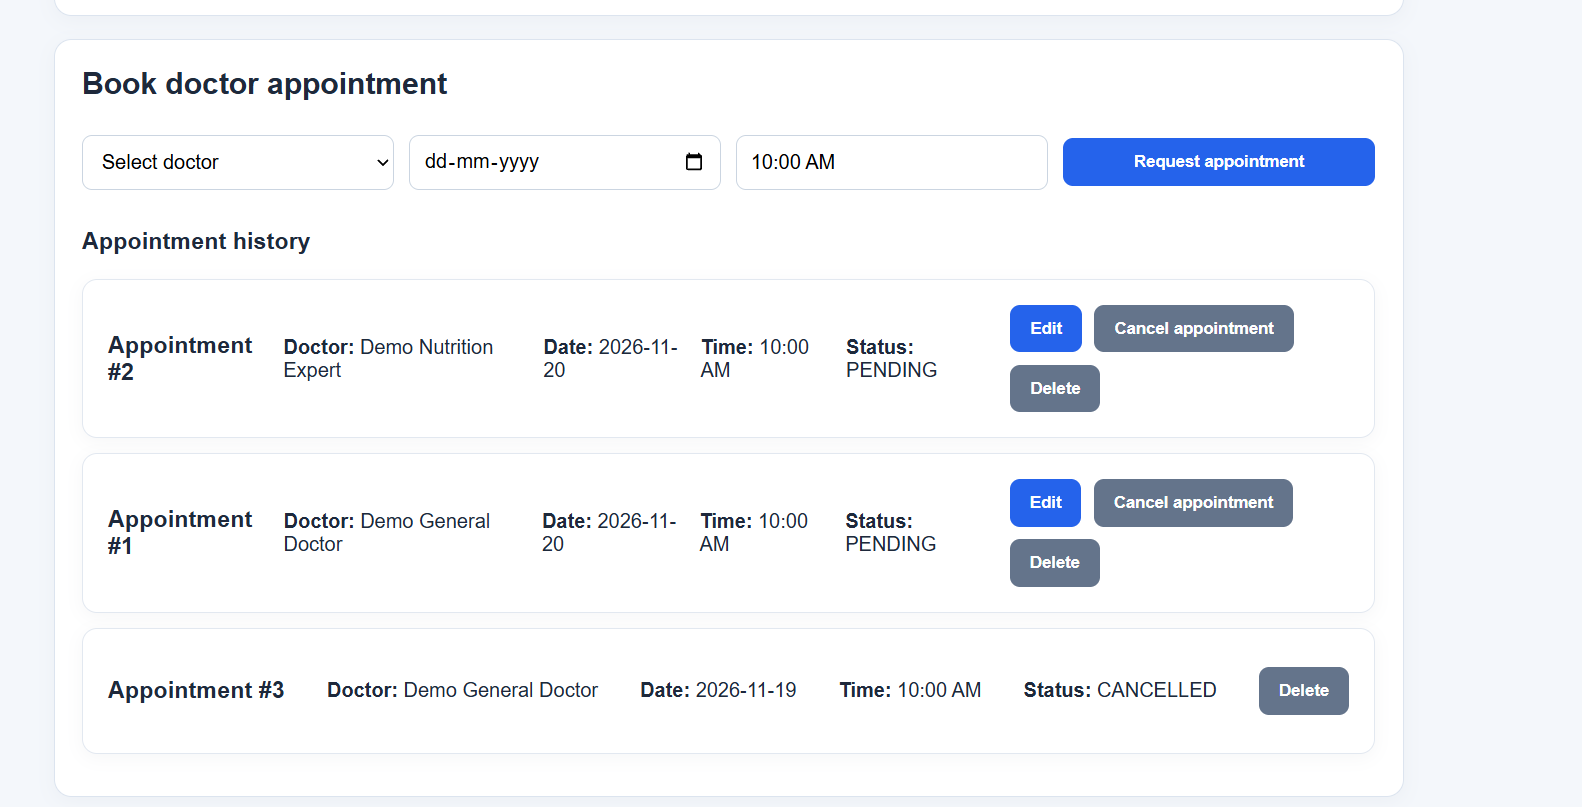 Book doctor appointment
Select doctor
dd-mm-yyyy
10:00 AM
Request appointment
Appointment history
Appointment
#2
Doctor: Demo Nutrition
Expert
Date: 2026-11-
20
Time: 10:00
AM
Status:
PENDING
Edit
Cancel appointment
Delete
Appointment
#1
Doctor: Demo General
Doctor
Date: 2026-11-
20
Time: 10:00
AM
Status:
PENDING
Edit
Cancel appointment
Delete
Appointment #3
Doctor: Demo General Doctor
Date: 2026-11-19
Time: 10:00 AM
Status: CANCELLED
Delete